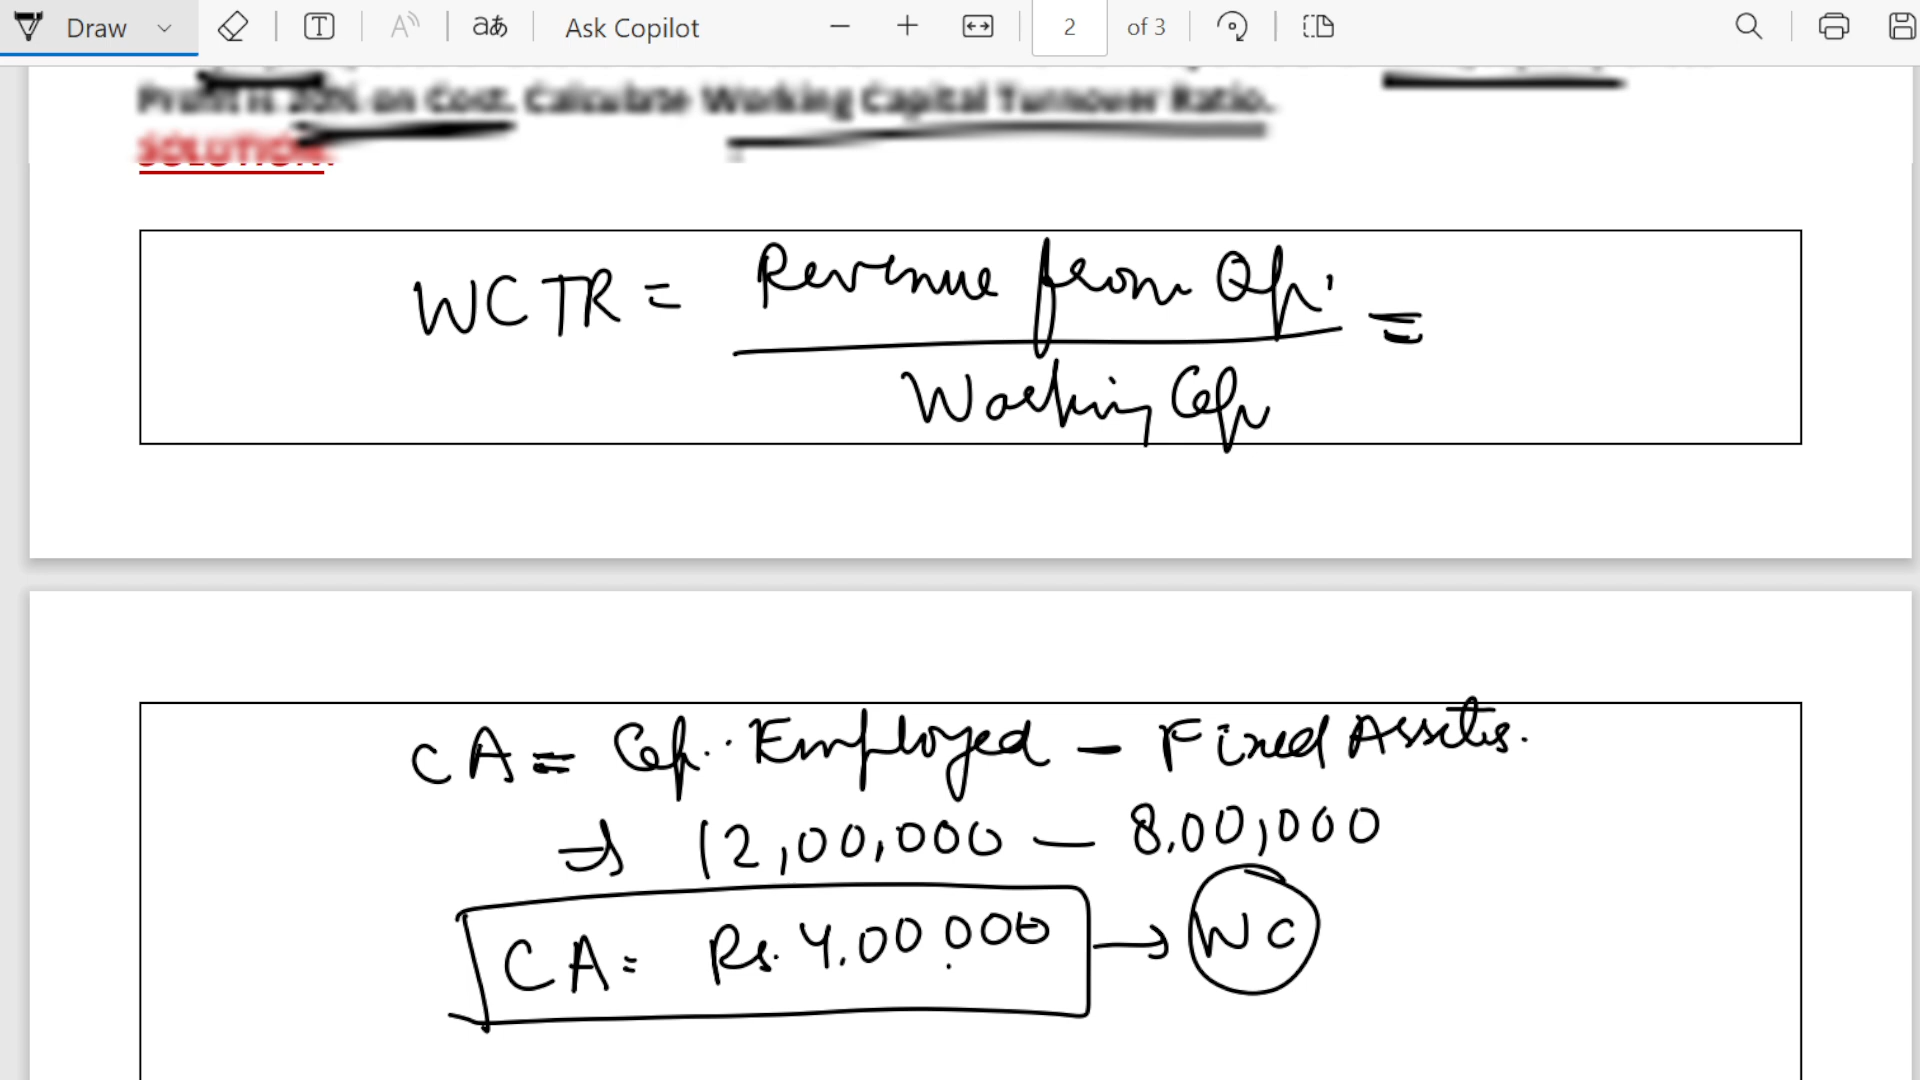 Draw Ask Copilot 2 of 3
Profit is 20% on Cost. Calculate Working Capital Turnover Ratio.
SOLUTION:
WCTR = Revenue from Op. =
Working Cap
CA = Cap. Employed - Fixed Assets.
⇒ 12,00,000 - 8,00,000
CA = Rs. 4,00,000 → WC